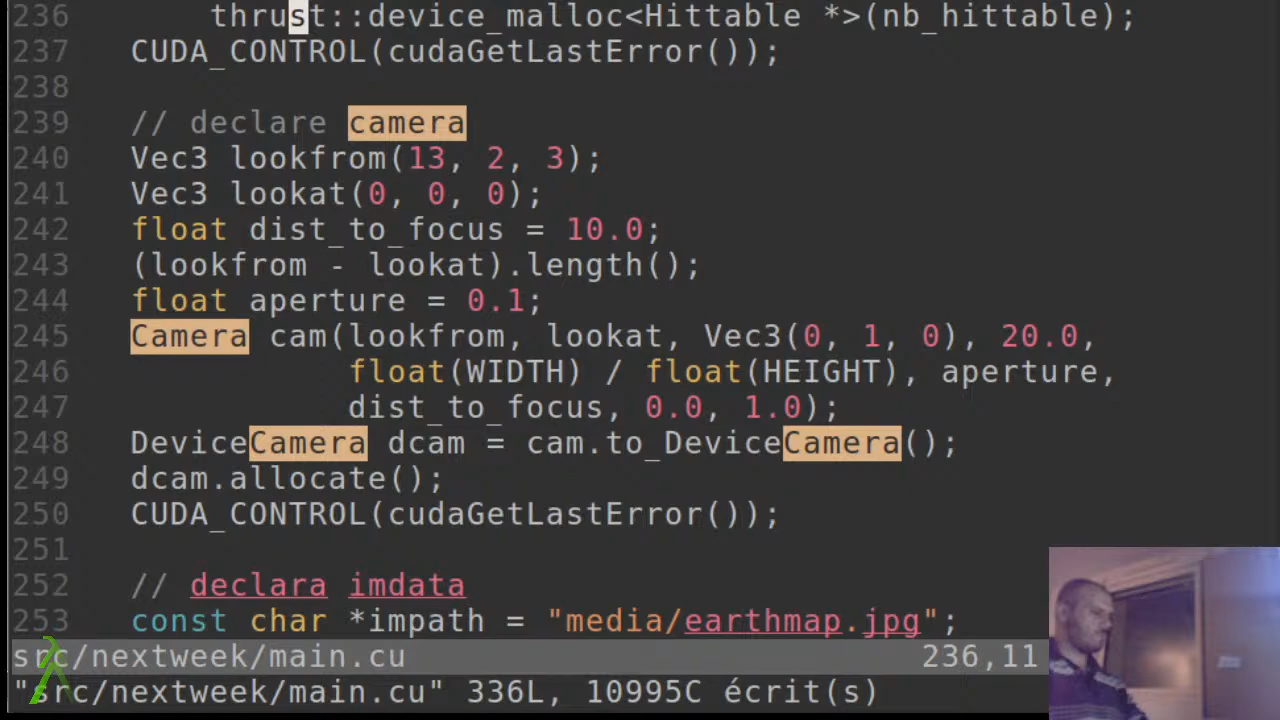 236 thrust::device_malloc<Hittable *>(nb_hittable);
237 CUDA_CONTROL(cudaGetLastError());
238
239 // declare camera
240 Vec3 lookfrom(13, 2, 3);
241 Vec3 lookat(0, 0, 0);
242 float dist_to_focus = 10.0;
243 (lookfrom - lookat).length();
244 float aperture = 0.1;
245 Camera cam(lookfrom, lookat, Vec3(0, 1, 0), 20.0,
246 float(WIDTH) / float(HEIGHT), aperture,
247 dist_to_focus, 0.0, 1.0);
248 DeviceCamera dcam = cam.to_DeviceCamera();
249 dcam.allocate();
250 CUDA_CONTROL(cudaGetLastError());
251
252 // declara imdata
253 const char *impath = "media/earthmap.jpg";
src/nextweek/main.cu 236,11
"src/nextweek/main.cu" 336L, 10995C écrit(s)